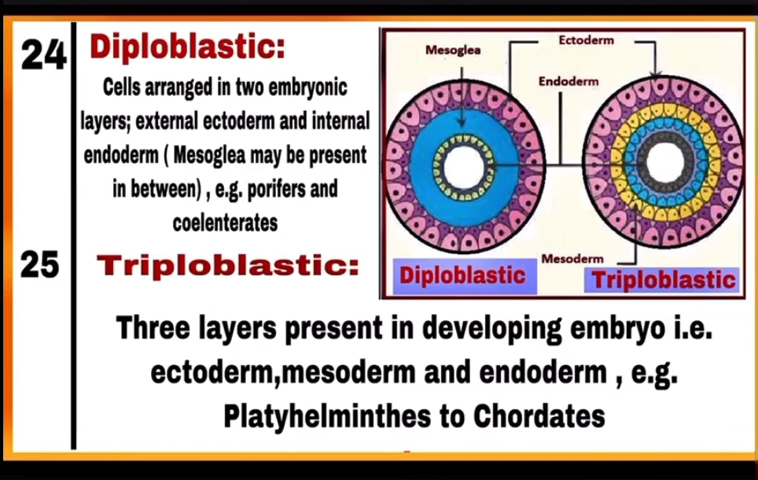 24
Diploblastic:
Cells arranged in two embryonic
layers; external ectoderm and internal
endoderm ( Mesoglea may be present
in between) , e.g. porifers and
coelenterates
Mesoglea
Ectoderm
Endoderm
Mesoderm
Diploblastic
Triploblastic
25
Triploblastic:
Three layers present in developing embryo i.e.
ectoderm,mesoderm and endoderm , e.g.
Platyhelminthes to Chordates